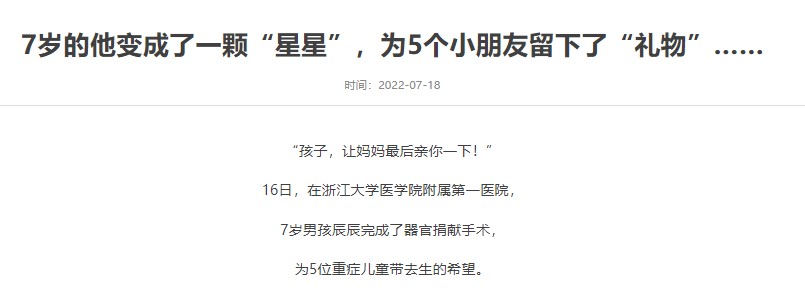 7岁的他变成了一颗“星星”，为5个小朋友留下了“礼物”……
时间：2022-07-18
“孩子，让妈妈最后亲你一下！”
16日，在浙江大学医学院附属第一医院，
7岁男孩辰辰完成了器官捐献手术，
为5位重症儿童带去生的希望。